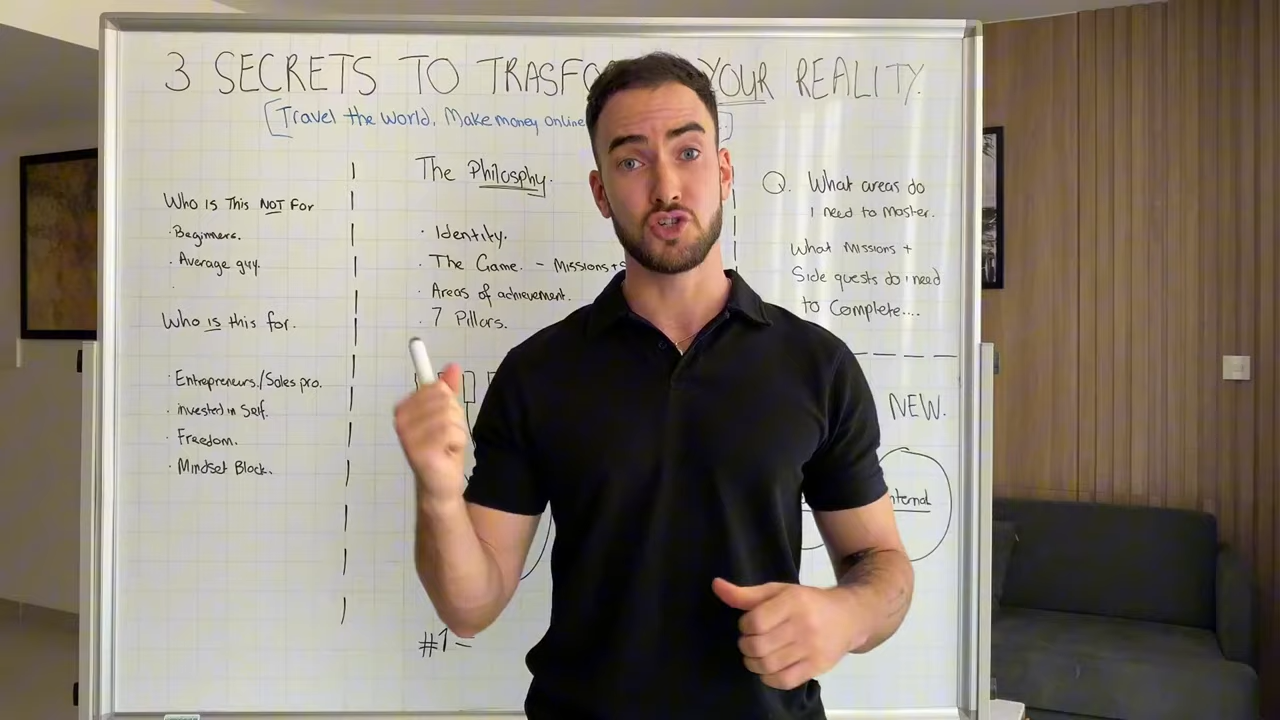 3 SECRETS TO TRASFO YOUR REALITY.
[Travel the world, Make money online ]
Who is This NOT For
· Beginners.
· Average guy.
·
Who is this for.
· Entrepreneurs./Sales pro.
· invested in Self.
· Freedom.
· Mindset Block.
The Philosphy.
· Identity.
· The Game. - Missions+S
· Areas of achievement.
· 7 Pillars.
#1 =
Q. What areas do
I need to Master.
What Missions +
Side quests do i need
to Complete....
NEW.
nternal